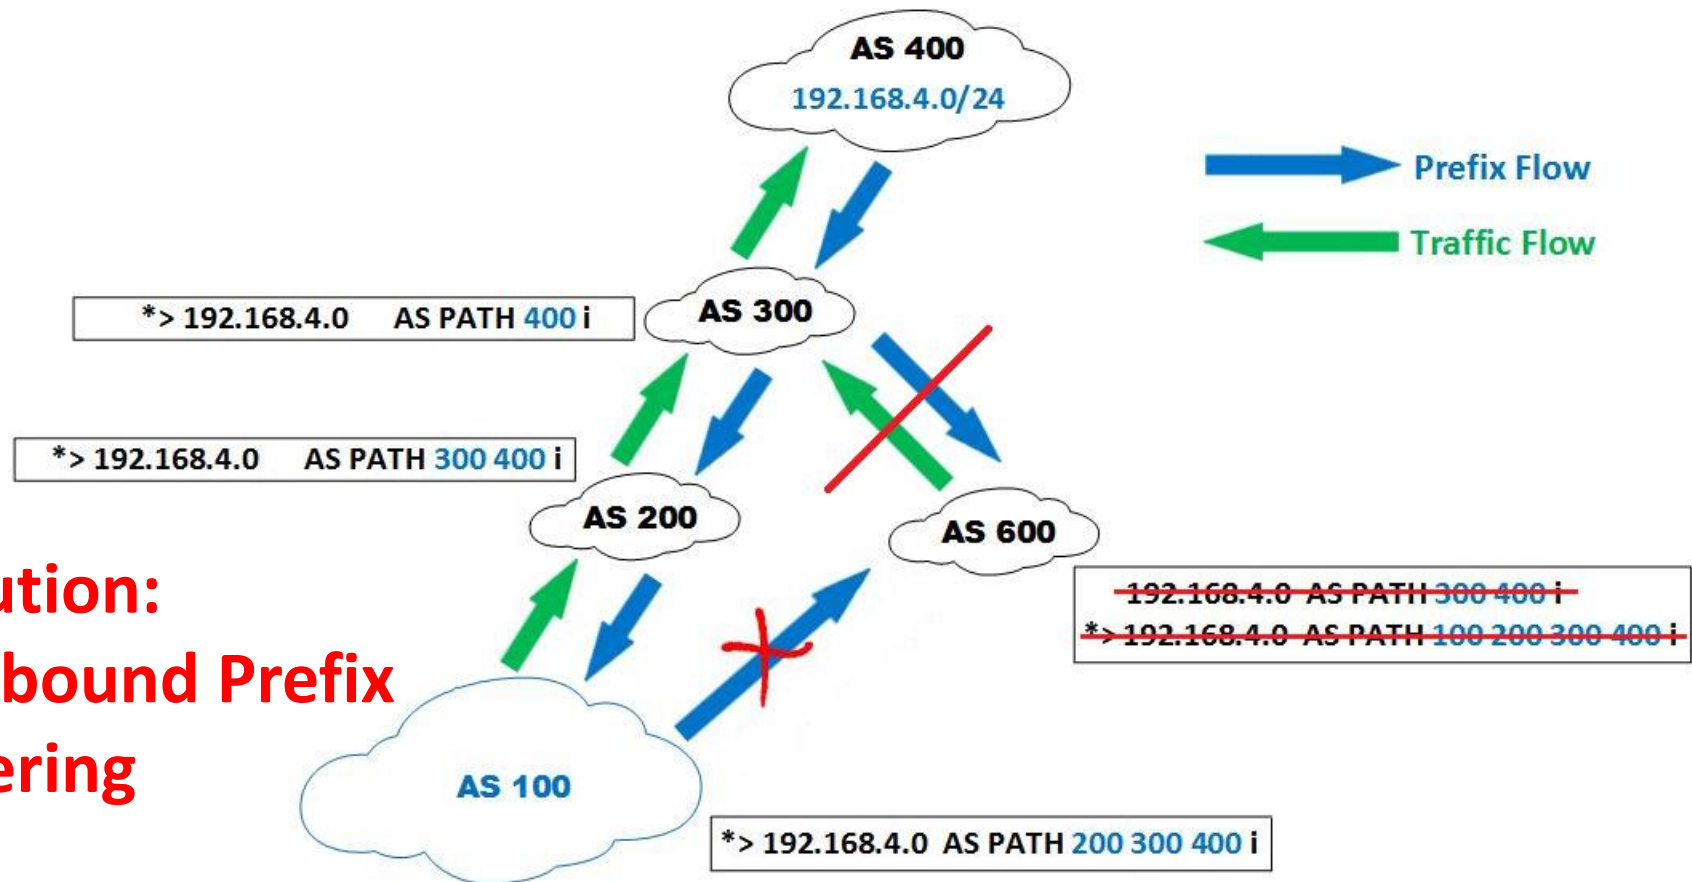 AS 400
192.168.4.0/24
Prefix Flow
Traffic Flow
*> 192.168.4.0 AS PATH 400 i
AS 300
*> 192.168.4.0 AS PATH 300 400 i
AS 200
AS 600
ution:
bound Prefix
ering
192.168.4.0 AS PATH 300 400 i
*> 192.168.4.0 AS PATH 100 200 300 400 i
AS 100
*> 192.168.4.0 AS PATH 200 300 400 i